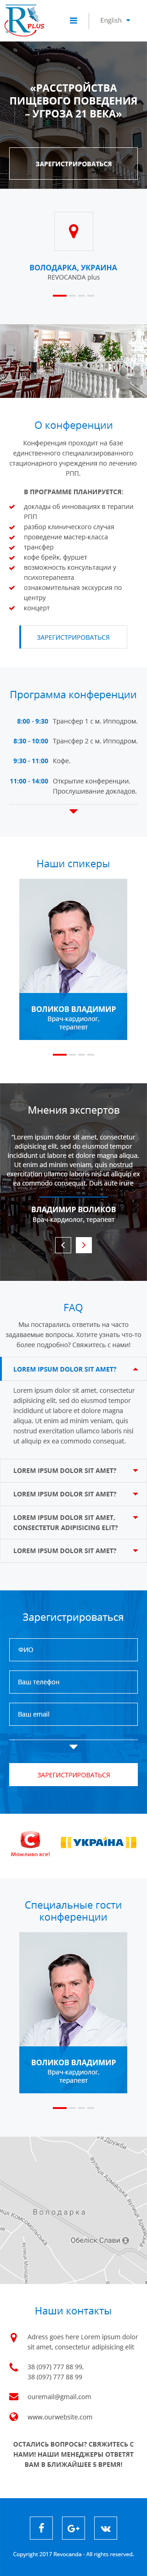 R
PLUS
English
«РАССТРОЙСТВА
ПИЩЕВОГО ПОВЕДЕНИЯ
– УГРОЗА 21 ВЕКА»
ЗАРЕГИСТРИРОВАТЬСЯ
ВОЛОДАРКА, УКРАИНА
REVOCANDA plus
О конференции
Конференция проходит на базе
единственного специализированного
стационарного учреждения по лечению
РПП.
В ПРОГРАММЕ ПЛАНИРУЕТСЯ:
доклады об инновациях в терапии
РПП
разбор клинического случая
проведение мастер-класса
трансфер
кофе брейк, фуршет
возможность консультации у
психотерапевта
ознакомительная экскурсия по
центру
концерт
ЗАРЕГИСТРИРОВАТЬСЯ
Программа конференции
8:00 - 9:30 Трансфер 1 с м. Ипподром.
8:30 - 10:00 Трансфер 2 с м. Ипподром.
9:30 - 11:00 Кофе.
11:00 - 14:00 Открытие конференции.
Прослушивание докладов.
Наши спикеры
ВОЛИКОВ ВЛАДИМИР
Врач-кардиолог,
терапевт
Мнения экспертов
"Lorem ipsum dolor sit amet, consectetur
adipisicing elit, sed do eiusmod tempor
incididunt ut labore et dolore magna aliqua.
Ut enim ad minim veniam, quis nostrud
exercitation ullamco laboris nisi ut aliquip ex
ea commodo consequat. Duis aute irure
ВЛАДИМИР ВОЛИКОВ
Врач-кардиолог, терапевт
FAQ
Мы постарались ответить на часто
задаваемые вопросы. Хотите узнать что-то
более подробно? Свяжитесь с нами!
LOREM IPSUM DOLOR SIT AMET?
Lorem ipsum dolor sit amet, consectetur
adipisicing elit, sed do eiusmod tempor
incididunt ut labore et dolore magna
aliqua. Ut enim ad minim veniam, quis
nostrud exercitation ullamco laboris nisi
ut aliquip ex ea commodo consequat.
LOREM IPSUM DOLOR SIT AMET?
LOREM IPSUM DOLOR SIT AMET?
LOREM IPSUM DOLOR SIT AMET,
CONSECTETUR ADIPISICING ELIT?
LOREM IPSUM DOLOR SIT AMET?
Зарегистрироваться
ФИО
Ваш телефон
Ваш email
ЗАРЕГИСТРИРОВАТЬСЯ
Можливо все!
УКРАЇНА
Специальные гости
конференции
ВОЛИКОВ ВЛАДИМИР
Врач-кардиолог,
терапевт
Володарка
Обеліск Слави
Наши контакты
Adpess goes here Lorem ipsum dolor
sit amet, consectetur adipisicing elit
38 (097) 777 88 99,
38 (097) 777 88 99
ouremail@gmail.com
www.ourwebsite.com
ОСТАЛИСЬ ВОПРОСЫ? СВЯЖИТЕСЬ С
НАМИ! НАШИ МЕНЕДЖЕРЫ ОТВЕТЯТ
ВАМ В БЛИЖАЙШЕЕ 5 ВРЕМЯ!
Copyright 2017 Revocanda - All rights reserved.